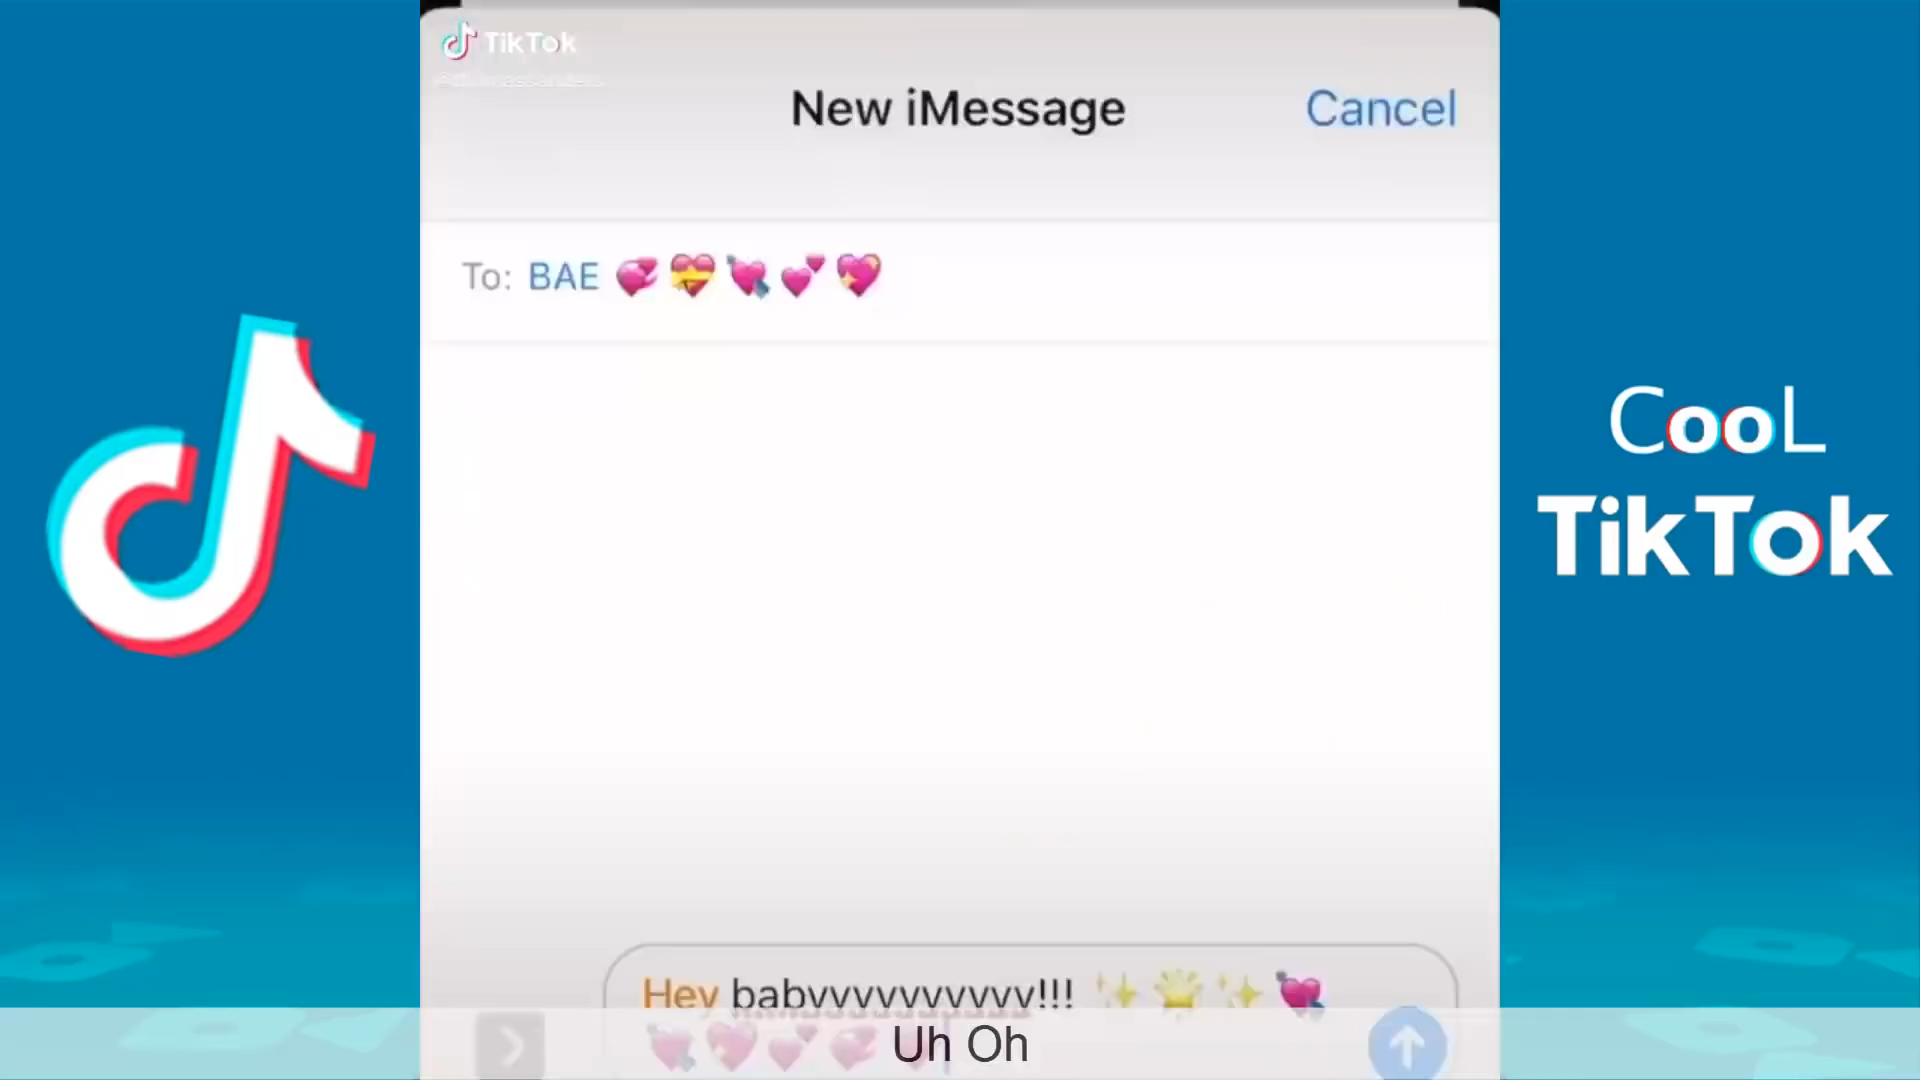 TikTok
New iMessage
Cancel
To: BAE 💞 💝 💘 💕 💖
CooL
TikTok
Hey babyyyyyyyyyy!!! ✨ 🌟 ✨ 💘
💘 💖 💕 💞
Uh Oh